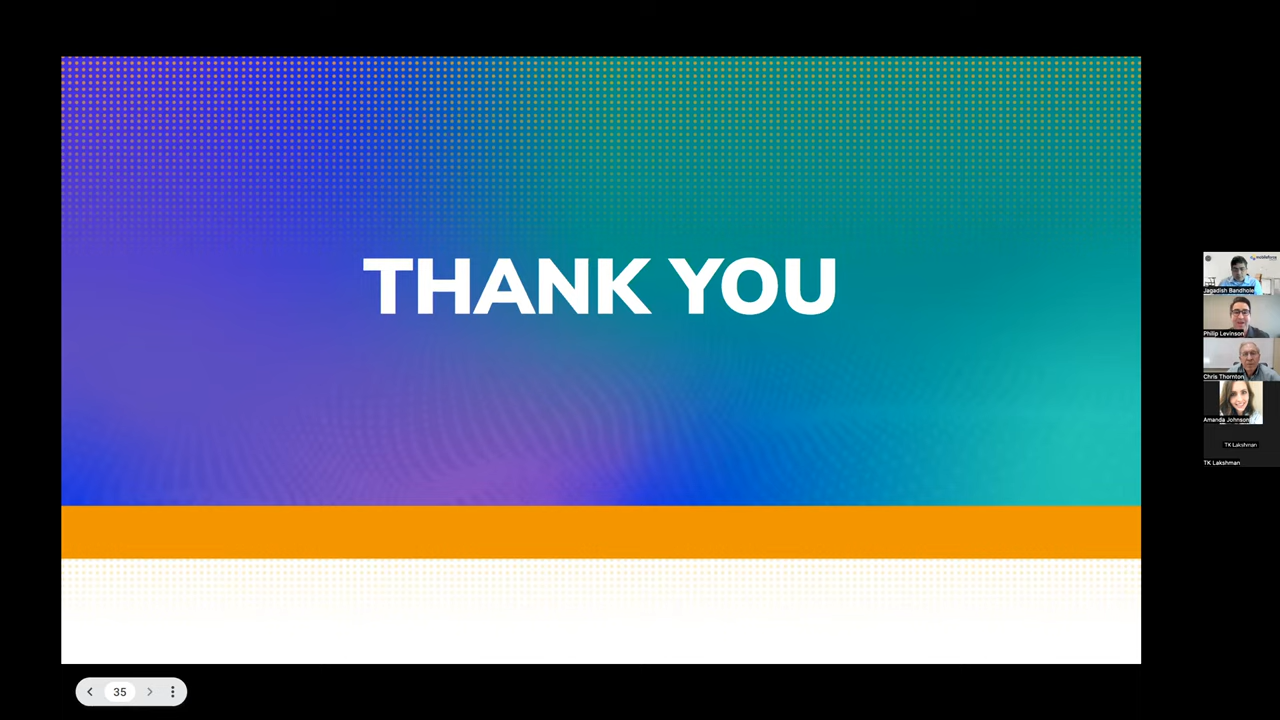 THANK YOU
Jagadish Bandhole
Philip Levinson
Chris Thornton
Amanda Johnson
TK Lakshman
TK Lakshman
35